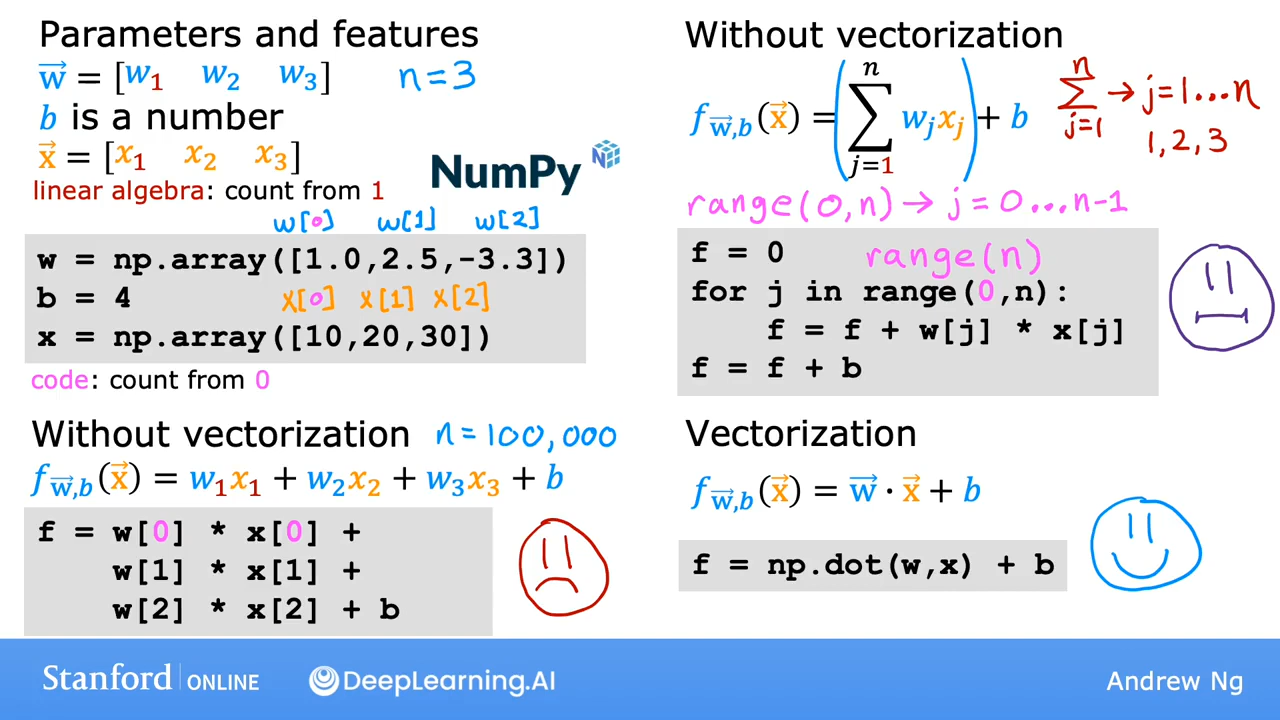 Parameters and features
w⃗ = [w₁ w₂ w₃] n=3
b is a number
x⃗ = [x₁ x₂ x₃]
linear algebra: count from 1
NumPy
w[0] w[1] w[2]
w = np.array([1.0,2.5,-3.3])
b = 4 x[0] x[1] x[2]
x = np.array([10,20,30])
code: count from 0
Without vectorization
f_w⃗,b(x⃗) = (∑_{j=1}^{n} w_j x_j) + b
∑_{j=1}^{n} → j=1...n
1,2,3
range(0,n) → j=0...n-1
f = 0 range(n)
for j in range(0,n):
f = f + w[j] * x[j]
f = f + b
Without vectorization n=100,000
f_w⃗,b(x⃗) = w₁x₁ + w₂x₂ + w₃x₃ + b
f = w[0] * x[0] +
w[1] * x[1] +
w[2] * x[2] + b
Vectorization
f_w⃗,b(x⃗) = w⃗ · x⃗ + b
f = np.dot(w,x) + b
Stanford ONLINE DeepLearning.AI Andrew Ng